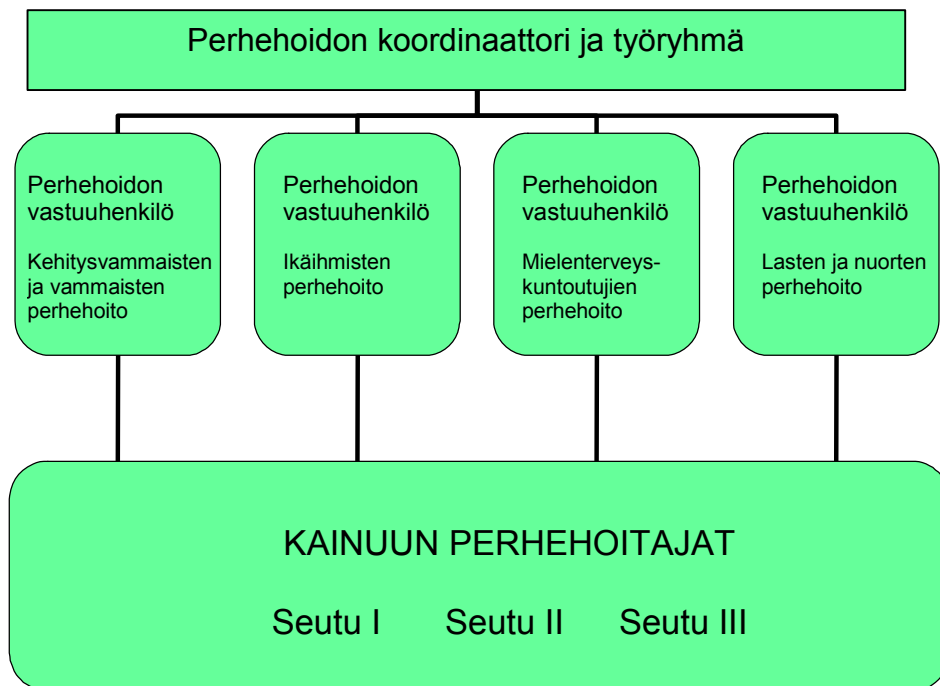 Perhehoidon koordinaattori ja työryhmä
Perhehoidon
vastuuhenkilö
Kehitysvammaisten
ja vammaisten
perhehoito
Perhehoidon
vastuuhenkilö
Ikäihmisten
perhehoito
Perhehoidon
vastuuhenkilö
Mielenterveys-
kuntoutujien
perhehoito
Perhehoidon
vastuuhenkilö
Lasten ja nuorten
perhehoito
KAINUUN PERHEHOITAJAT
Seutu I Seutu II Seutu III